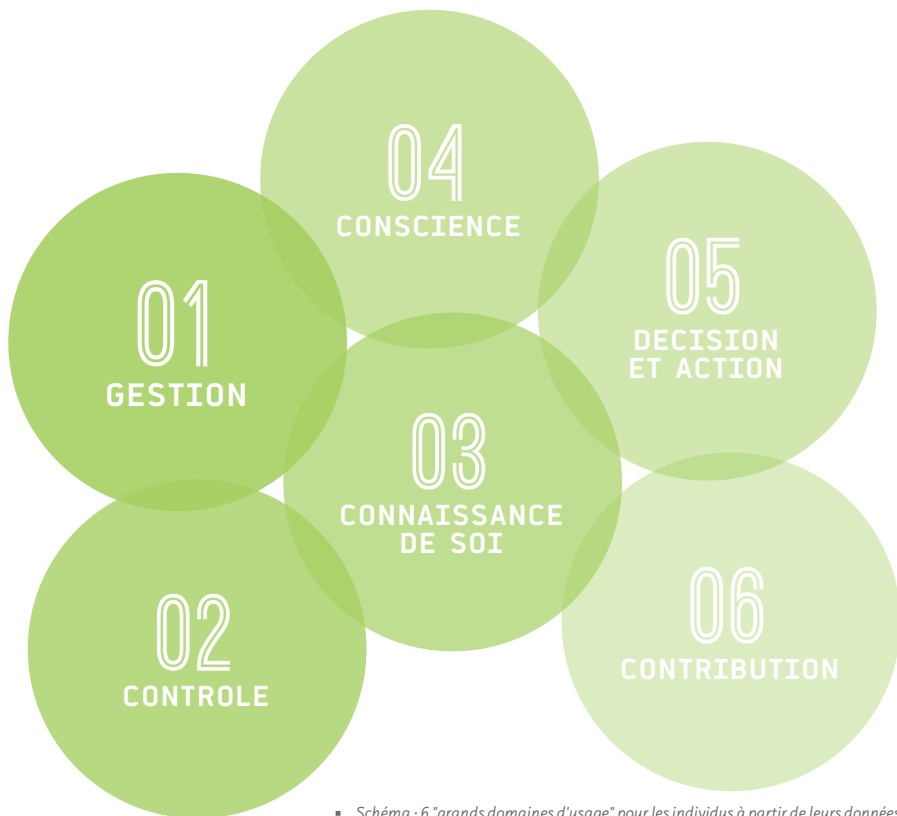 04
CONSCIENCE
01
GESTION
05
DECISION
ET ACTION
03
CONNAISSANCE
DE SOI
02
CONTROLE
06
CONTRIBUTION
▪ Schéma : 6 "grands domaines d'usage" pour les individus à partir de leurs données